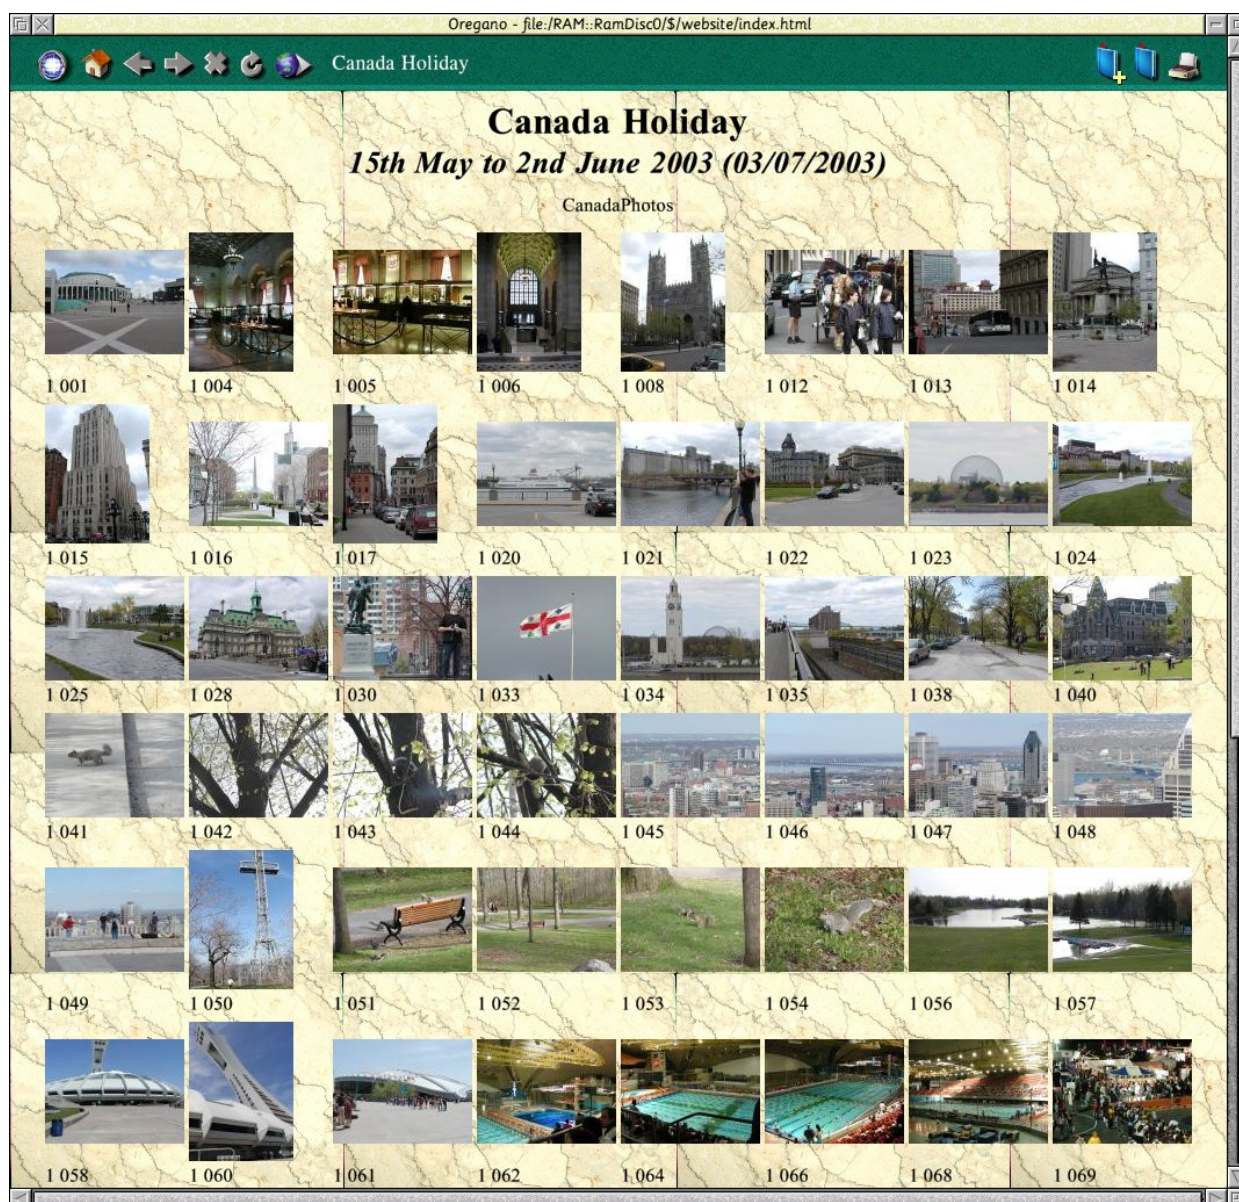 Oregano - file:/RAM::RamDisc0/$/website/index.html
Canada Holiday
Canada Holiday
15th May to 2nd June 2003 (03/07/2003)
CanadaPhotos
1 001 1 004 1 005 1 006 1 008 1 012 1 013 1 014
1 015 1 016 1 017 1 020 1 021 1 022 1 023 1 024
1 025 1 028 1 030 1 033 1 034 1 035 1 038 1 040
1 041 1 042 1 043 1 044 1 045 1 046 1 047 1 048
1 049 1 050 1 051 1 052 1 053 1 054 1 056 1 057
1 058 1 060 1 061 1 062 1 064 1 066 1 068 1 069